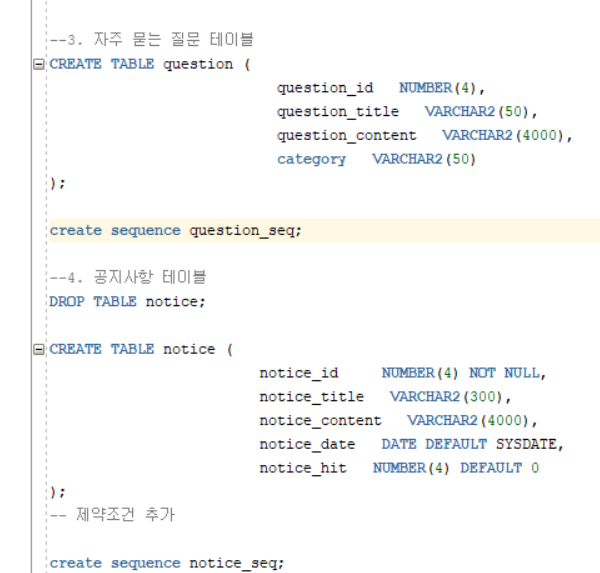 --3. 자주 묻는 질문 테이블
CREATE TABLE question (
question_id NUMBER(4),
question_title VARCHAR2(50),
question_content VARCHAR2(4000),
category VARCHAR2(50)
);
create sequence question_seq;
--4. 공지사항 테이블
DROP TABLE notice;
CREATE TABLE notice (
notice_id NUMBER(4) NOT NULL,
notice_title VARCHAR2(300),
notice_content VARCHAR2(4000),
notice_date DATE DEFAULT SYSDATE,
notice_hit NUMBER(4) DEFAULT 0
);
-- 제약조건 추가
create sequence notice_seq;